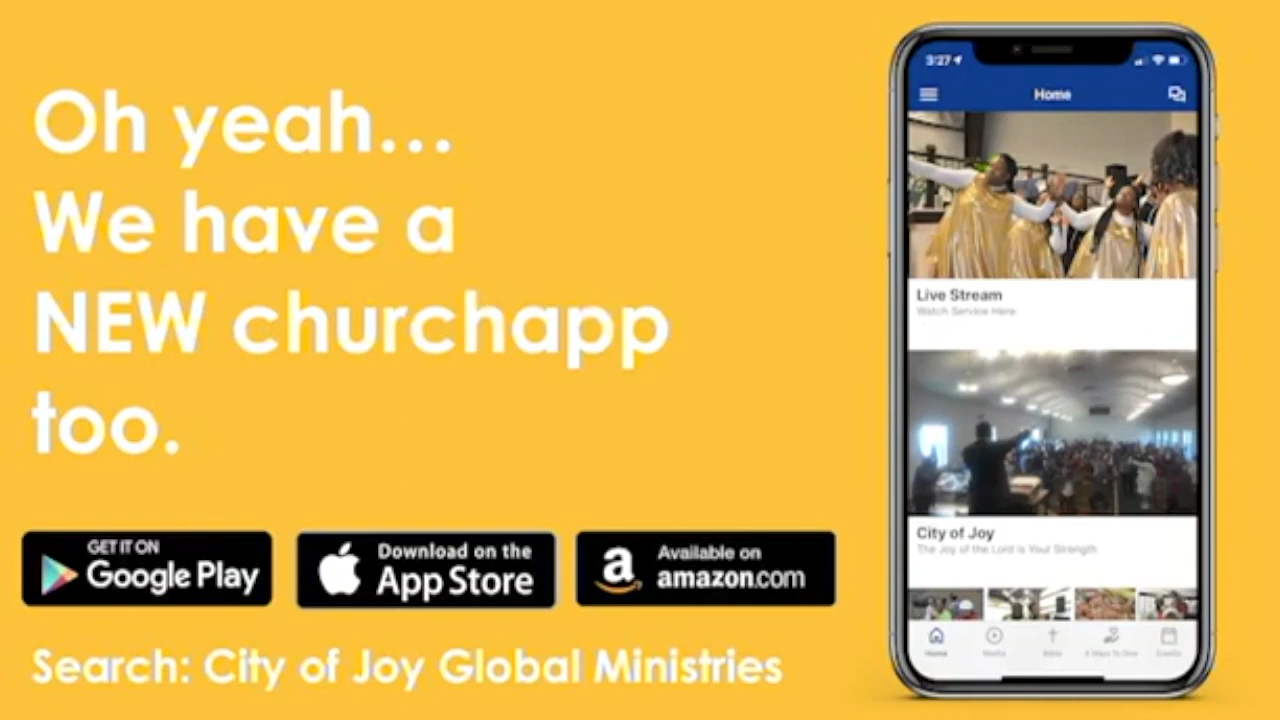 Oh yeah...
We have a
NEW churchapp
too.
GET IT ON
Google Play
Download on the
App Store
Available on
amazon.com
Search: City of Joy Global Ministries
3:27
Home
Live Stream
Watch Service Here
City of Joy
The Joy of the Lord is Your Strength
Home
Media
Bible
Events